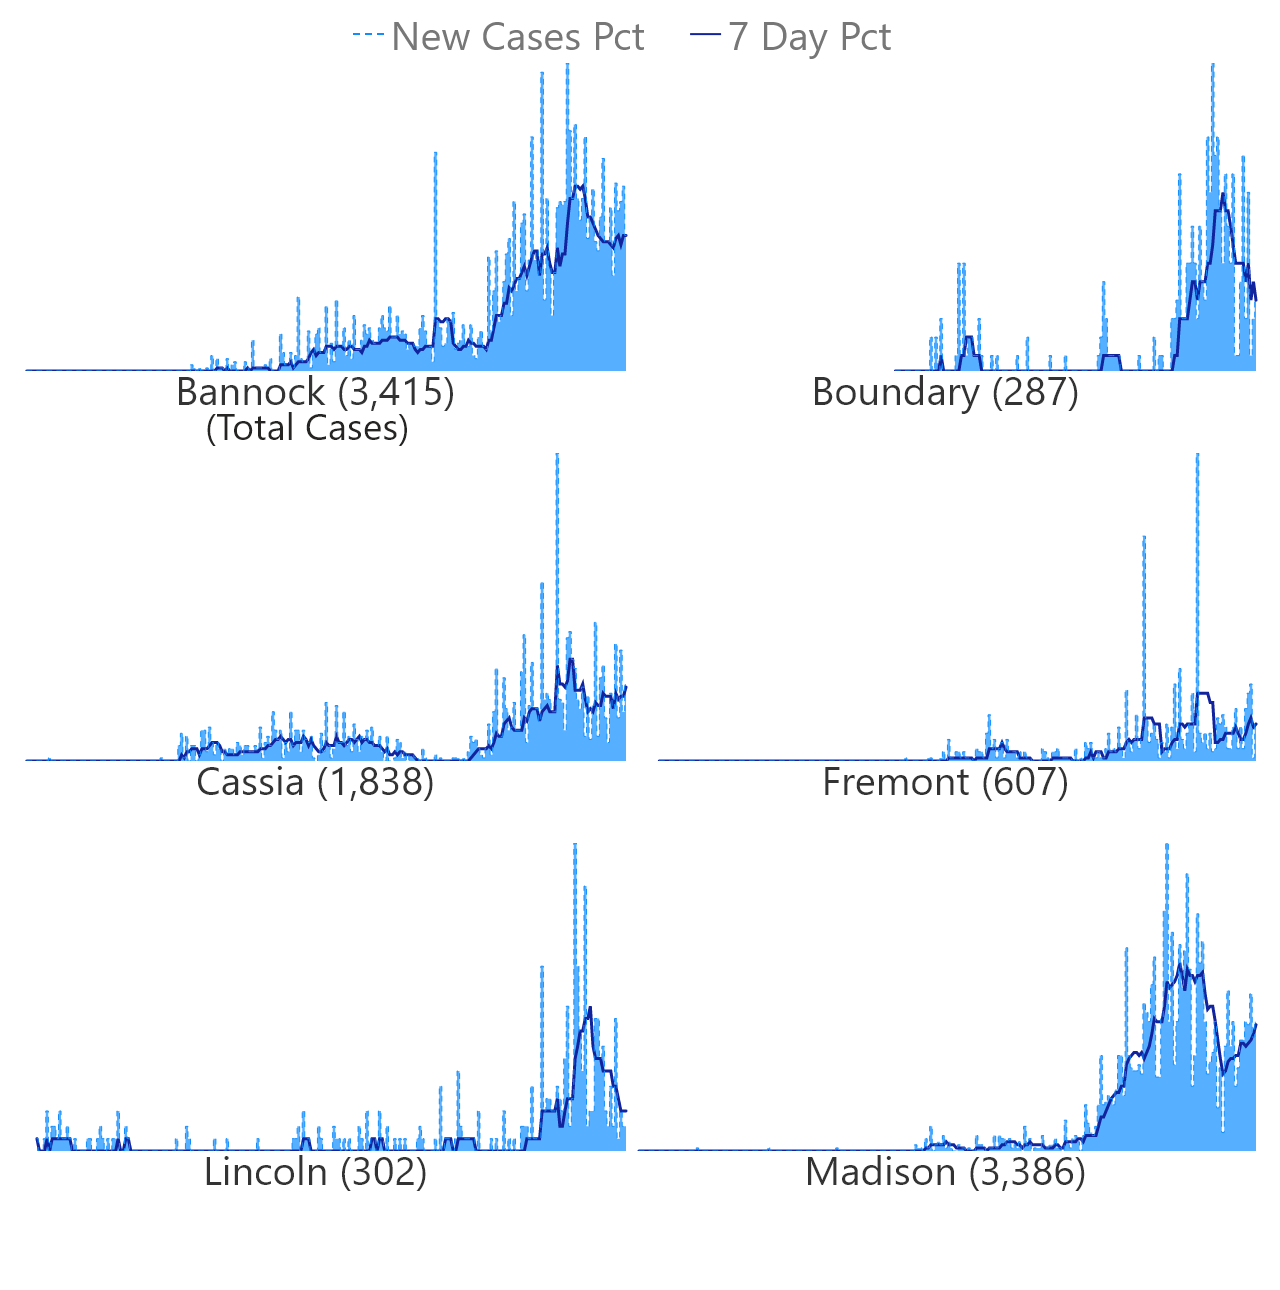 New Cases Pct 7 Day Pct
Bannock (3,415)
(Total Cases)
Boundary (287)
Cassia (1,838)
Fremont (607)
Lincoln (302)
Madison (3,386)